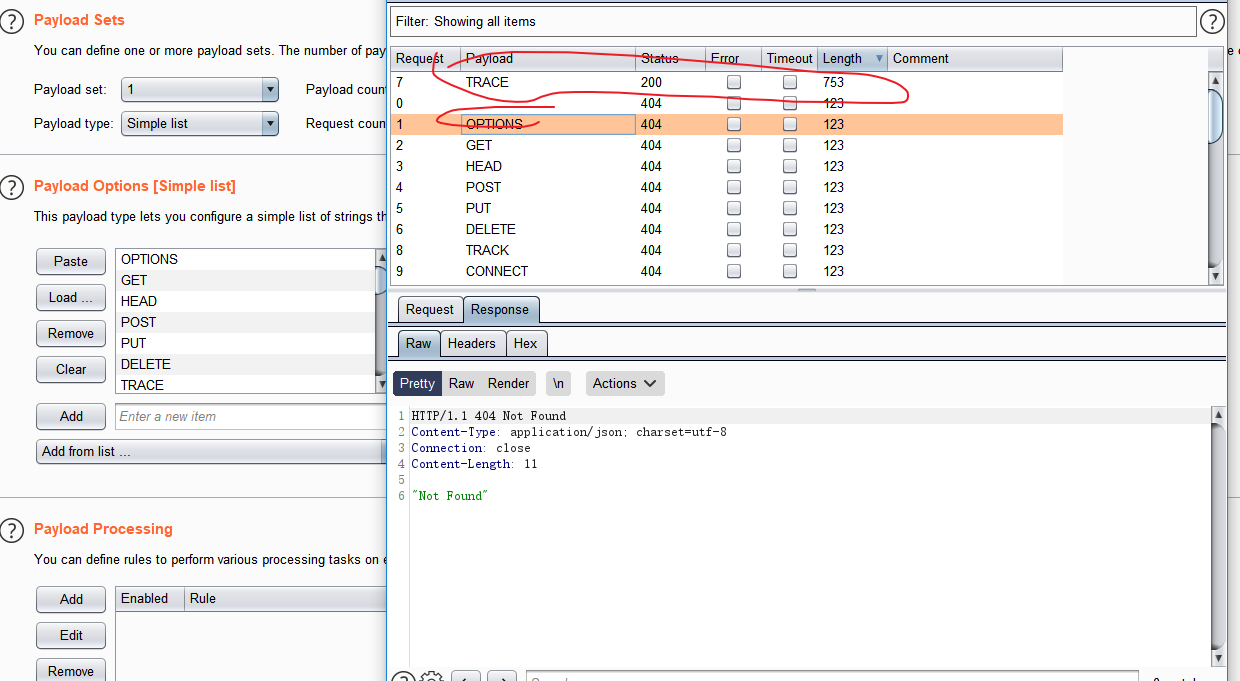 Payload Sets
You can define one or more payload sets. The number of pay
Payload set: 1 Payload coun
Payload type: Simple list Request coun
Payload Options [Simple list]
This payload type lets you configure a simple list of strings th
Paste
Load ...
Remove
Clear
OPTIONS
GET
HEAD
POST
PUT
DELETE
TRACE
Add Enter a new item
Add from list ...
Payload Processing
You can define rules to perform various processing tasks on e
Add
Edit
Remove
Enabled Rule
Filter: Showing all items
Request Payload Status Error Timeout Length Comment
7 TRACE 200 753
0 404 123
1 OPTIONS 404 123
2 GET 404 123
3 HEAD 404 123
4 POST 404 123
5 PUT 404 123
6 DELETE 404 123
8 TRACK 404 123
9 CONNECT 404 123
Request Response
Raw Headers Hex
Pretty Raw Render \n Actions
1 HTTP/1.1 404 Not Found
2 Content-Type: application/json; charset=utf-8
3 Connection: close
4 Content-Length: 11
5
6 "Not Found"